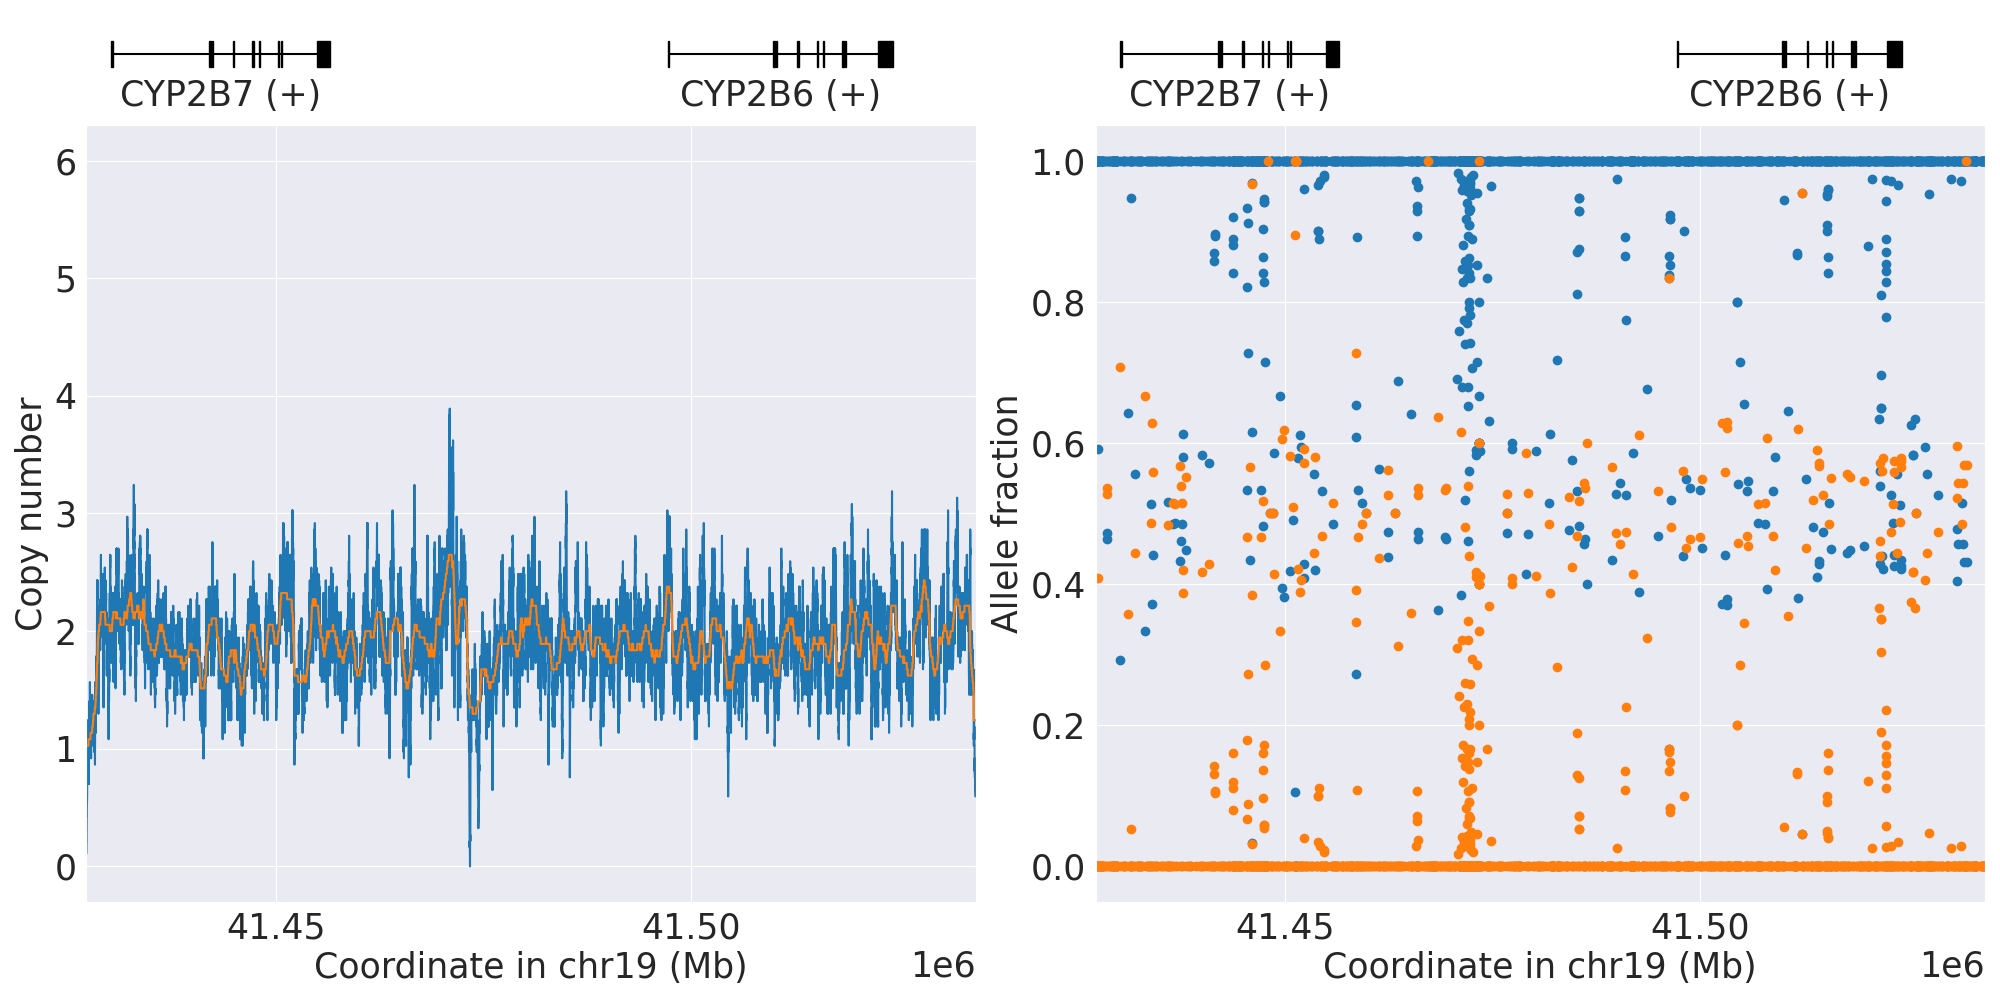 CYP2B7 (+)
CYP2B6 (+)
CYP2B7 (+)
CYP2B6 (+)
6
5
4
3
2
1
0
Copy number
41.45
41.50
Coordinate in chr19 (Mb)
1e6
1.0
0.8
0.6
0.4
0.2
0.0
Allele fraction
41.45
41.50
Coordinate in chr19 (Mb)
1e6